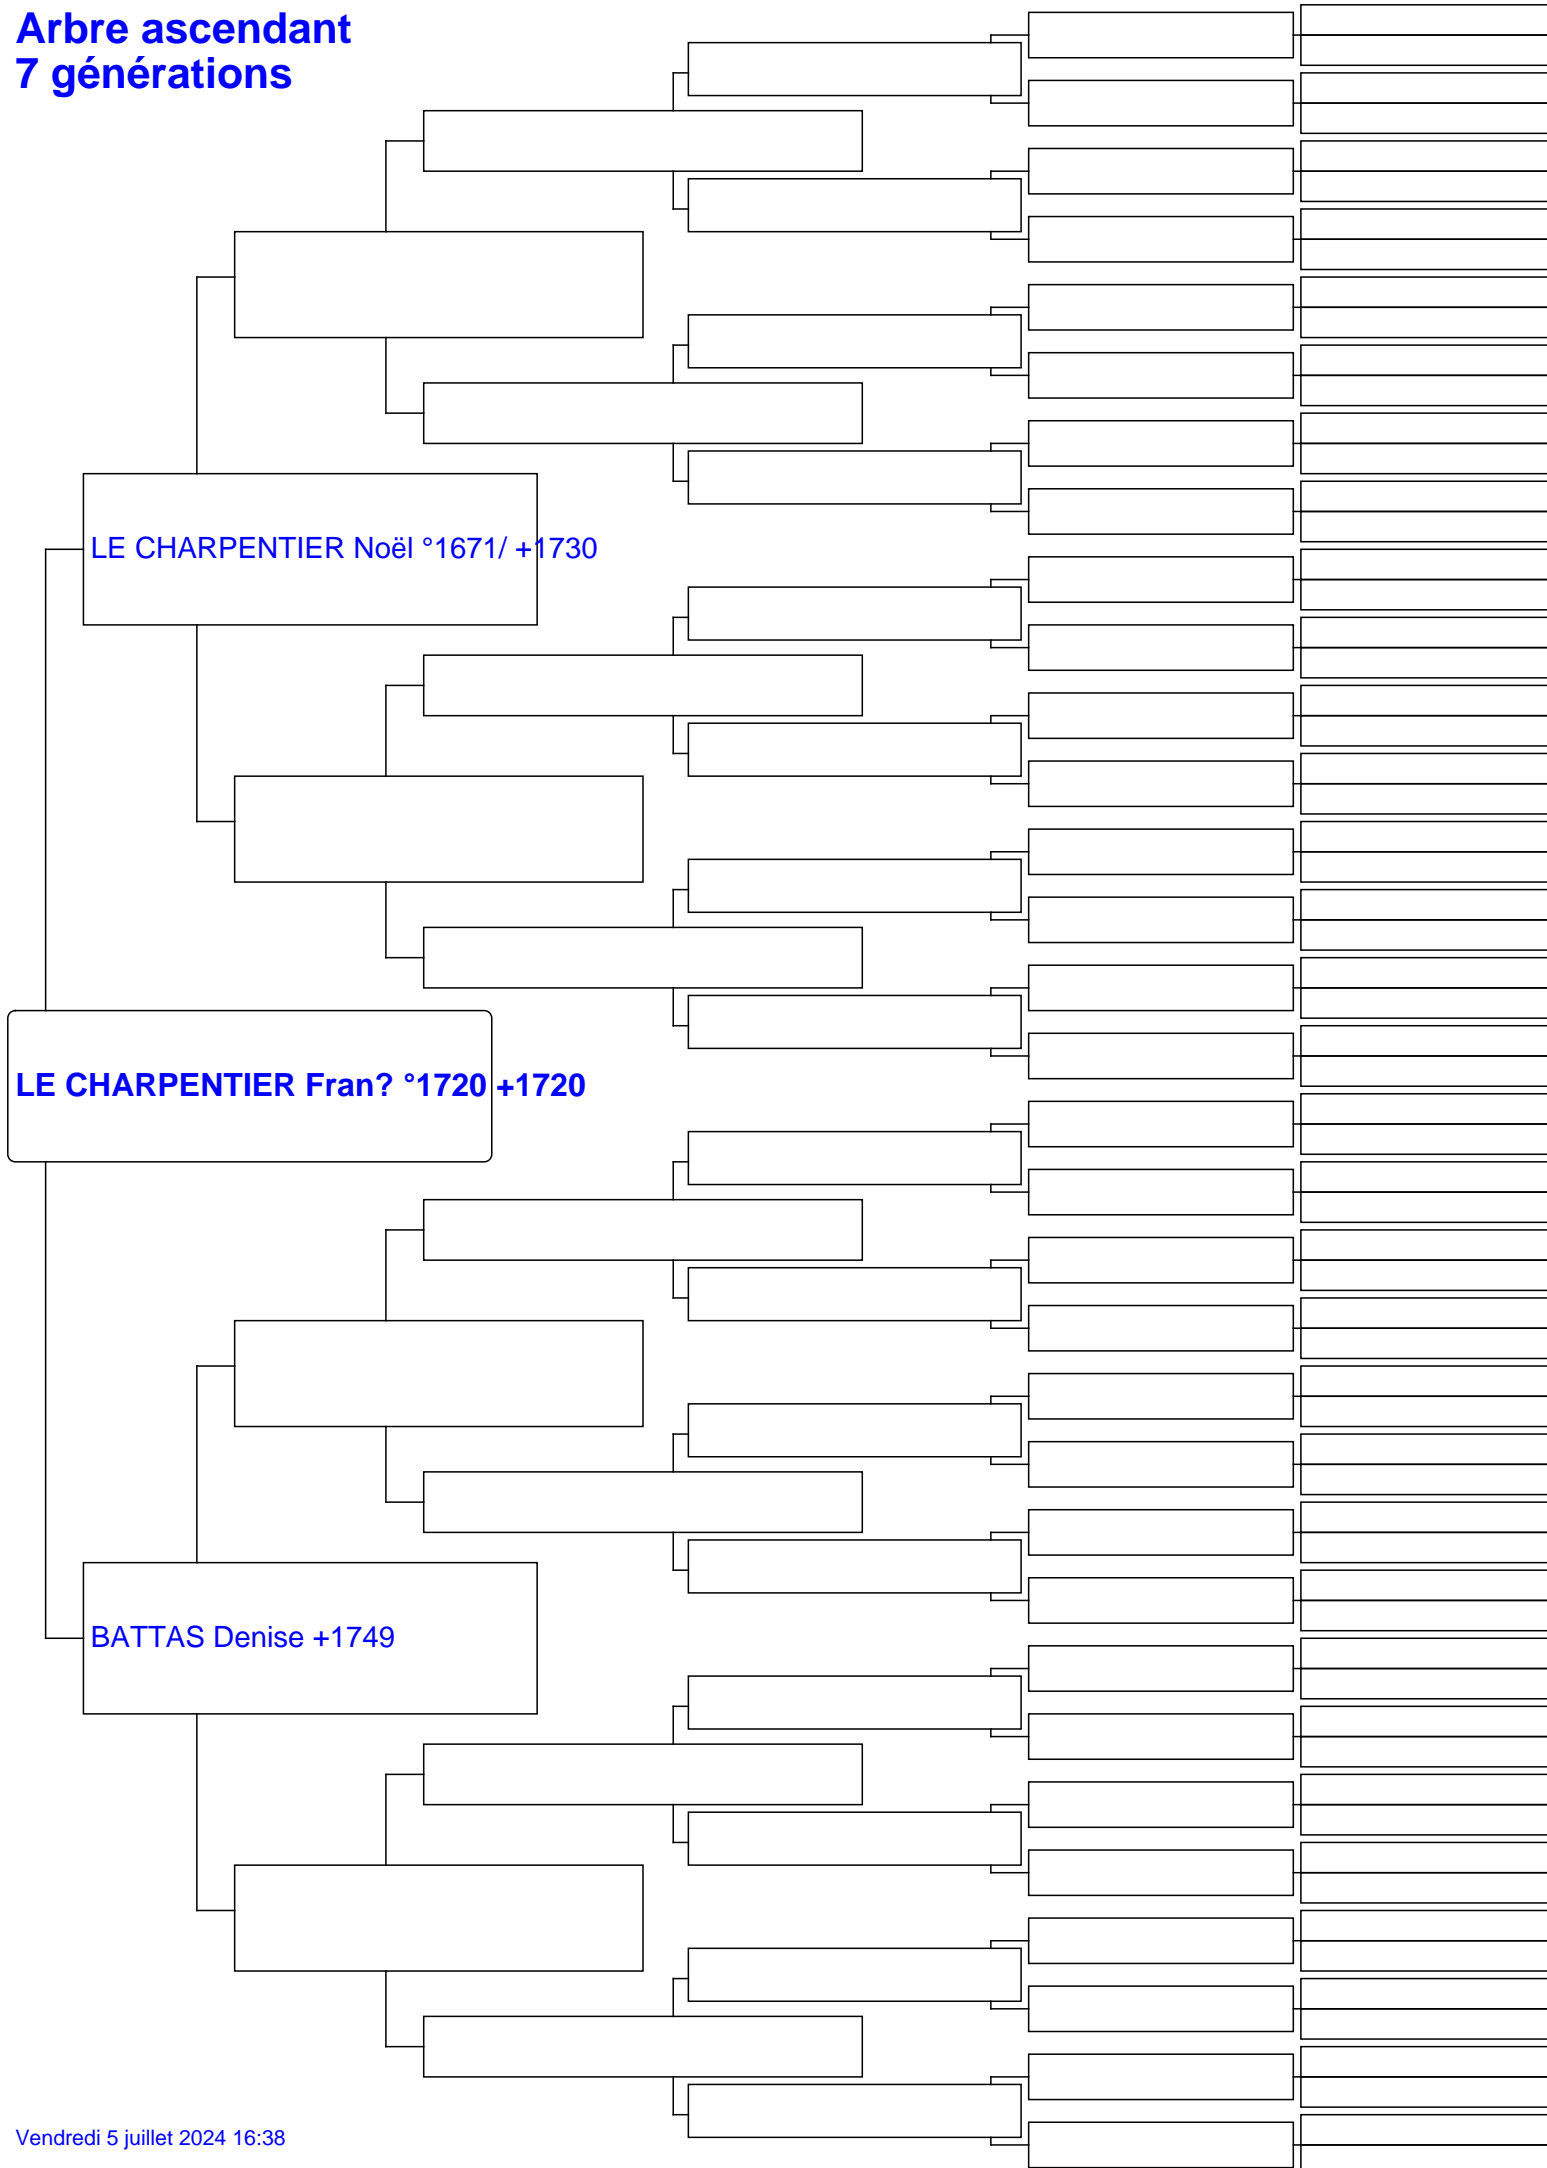 Arbre ascendant
7 générations
LE CHARPENTIER Noël °1671/ +1730
LE CHARPENTIER Fran? °1720 +1720
BATTAS Denise +1749
Vendredi 5 juillet 2024 16:38